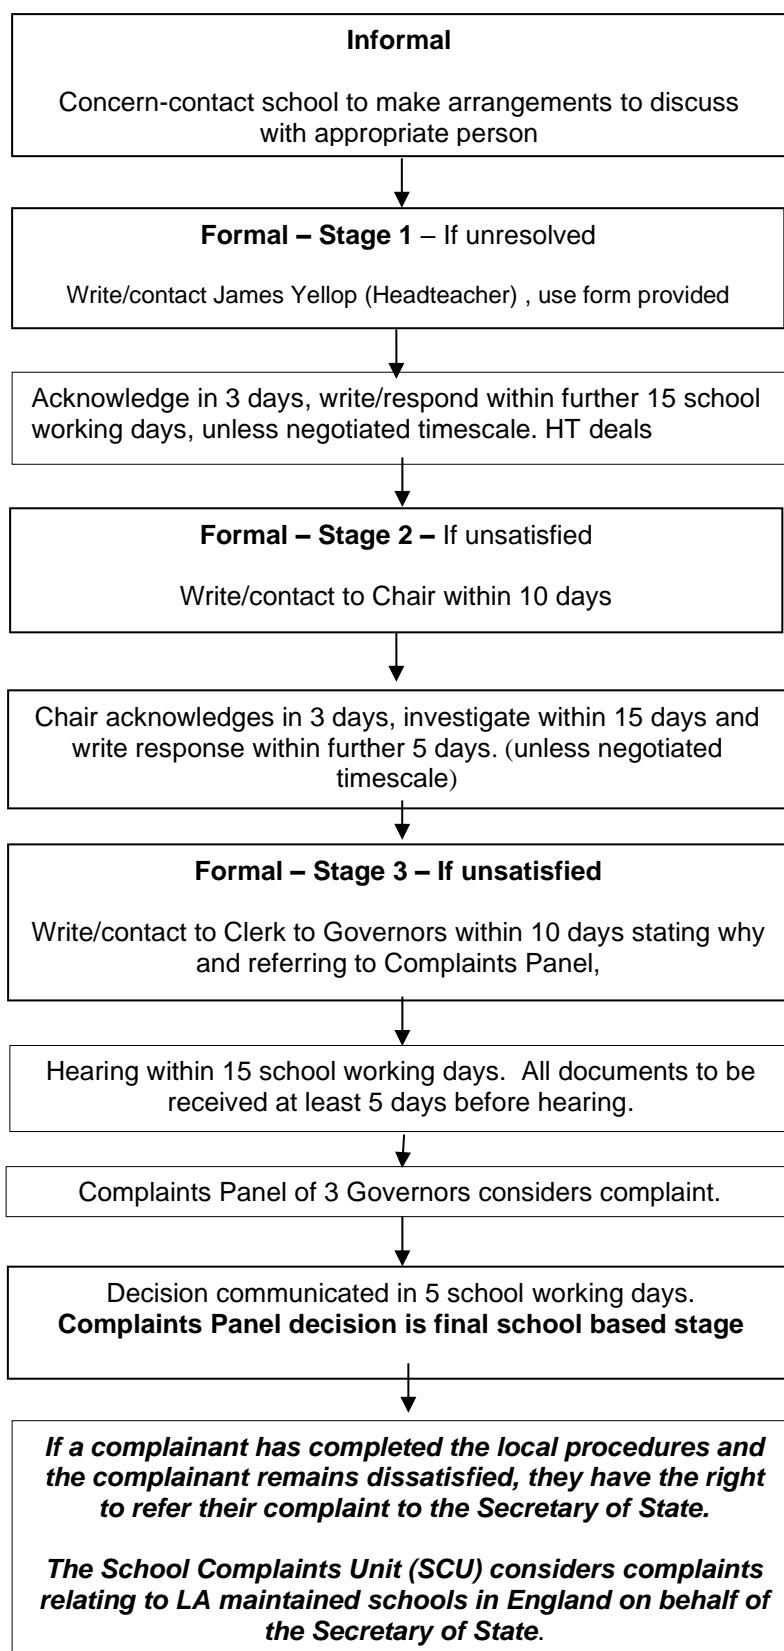 Informal
Concern-contact school to make arrangements to discuss
with appropriate person
Formal – Stage 1 – If unresolved
Write/contact James Yellop (Headteacher) , use form provided
Acknowledge in 3 days, write/respond within further 15 school
working days, unless negotiated timescale. HT deals
Formal – Stage 2 – If unsatisfied
Write/contact to Chair within 10 days
Chair acknowledges in 3 days, investigate within 15 days and
write response within further 5 days. (unless negotiated
timescale)
Formal – Stage 3 – If unsatisfied
Write/contact to Clerk to Governors within 10 days stating why
and referring to Complaints Panel,
Hearing within 15 school working days.  All documents to be
received at least 5 days before hearing.
Complaints Panel of 3 Governors considers complaint.
Decision communicated in 5 school working days.
Complaints Panel decision is final school based stage
If a complainant has completed the local procedures and
the complainant remains dissatisfied, they have the right
to refer their complaint to the Secretary of State.
The School Complaints Unit (SCU) considers complaints
relating to LA maintained schools in England on behalf of
the Secretary of State.